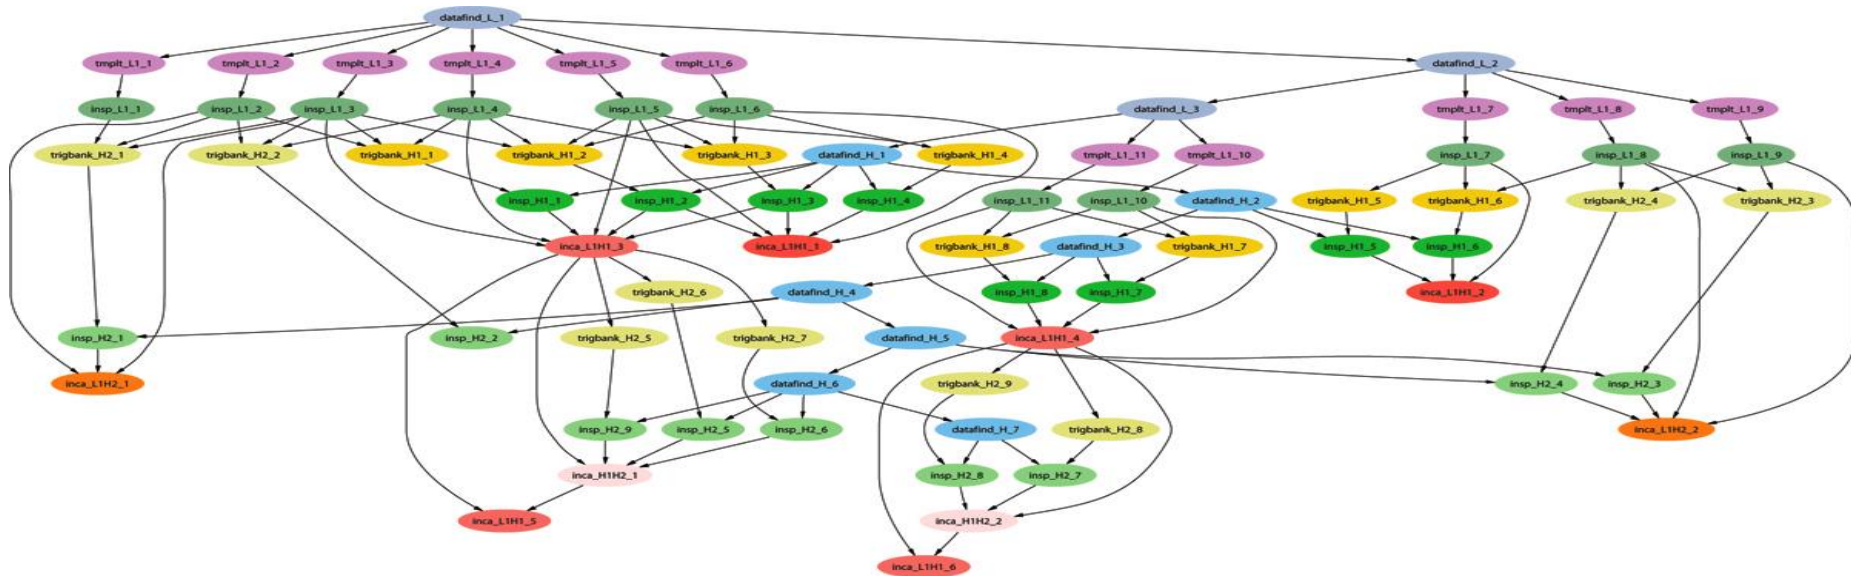 datafind_L_1
tmplt_L1_1 tmplt_L1_2 tmplt_L1_3 tmplt_L1_4 tmplt_L1_5 tmplt_L1_6 datafind_L_2
insp_L1_1 insp_L1_2 insp_L1_3 insp_L1_4 insp_L1_5 insp_L1_6 datafind_L_3 tmplt_L1_7 tmplt_L1_8 tmplt_L1_9
trigbank_H2_1 trigbank_H2_2 trigbank_H1_1 trigbank_H1_2 trigbank_H1_3 datafind_H_1 trigbank_H1_4 tmplt_L1_11 tmplt_L1_10 insp_L1_7 insp_L1_8 insp_L1_9
insp_H1_1 insp_H1_2 insp_H1_3 insp_H1_4 insp_L1_11 insp_L1_10 datafind_H_2 trigbank_H1_5 trigbank_H1_6 trigbank_H2_4 trigbank_H2_3
inca_L1H1_3 inca_L1H1_1 trigbank_H1_8 datafind_H_3 trigbank_H1_7 insp_H1_5 insp_H1_6
trigbank_H2_6 datafind_H_4 insp_H1_8 insp_H1_7 inca_L1H1_2
insp_H2_1 insp_H2_2 trigbank_H2_5 trigbank_H2_7 datafind_H_5 inca_L1H1_4
inca_L1H2_1 datafind_H_6 trigbank_H2_9 insp_H2_4 insp_H2_3
insp_H2_9 insp_H2_5 insp_H2_6 datafind_H_7 trigbank_H2_8 inca_L1H2_2
inca_H1H2_1 insp_H2_8 insp_H2_7
inca_L1H1_5 inca_H1H2_2
inca_L1H1_6